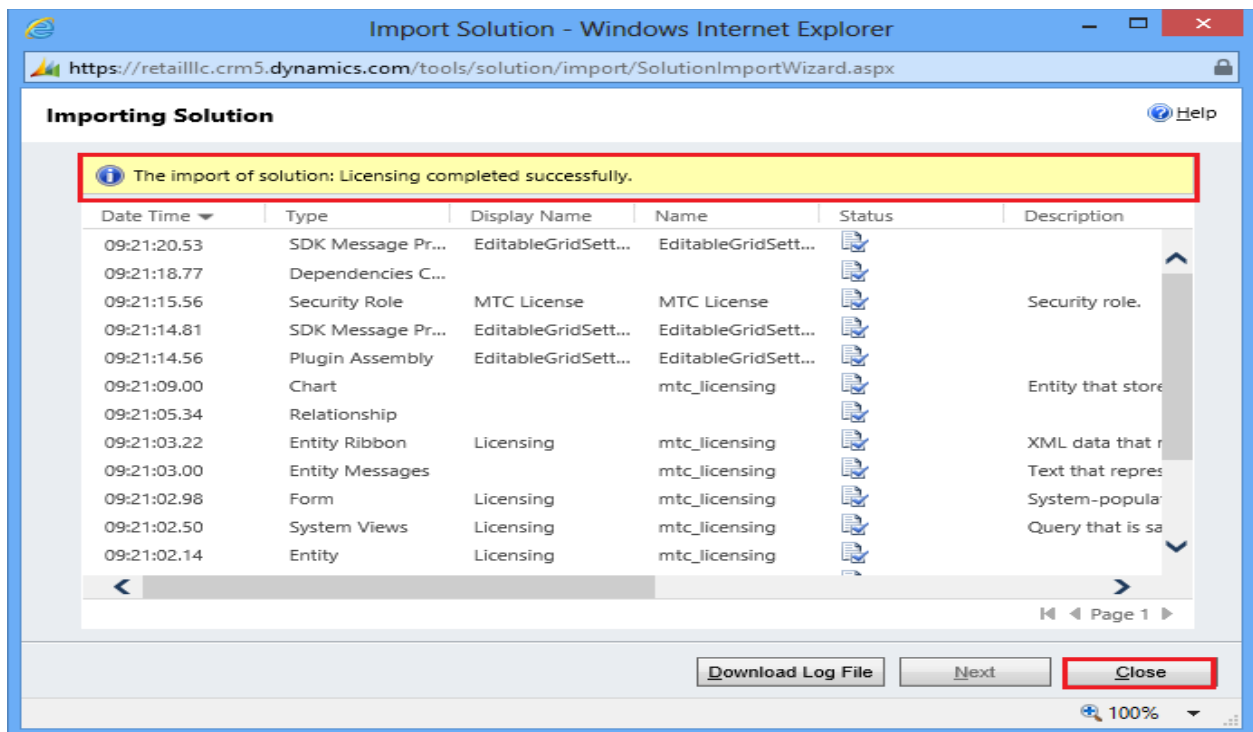 Import Solution - Windows Internet Explorer
https://retailllc.crm5.dynamics.com/tools/solution/import/SolutionImportWizard.aspx
Importing Solution Help
The import of solution: Licensing completed successfully.
Date Time Type Display Name Name Status Description
09:21:20.53 SDK Message Pr... EditableGridSett... EditableGridSett...
09:21:18.77 Dependencies C...
09:21:15.56 Security Role MTC License MTC License Security role.
09:21:14.81 SDK Message Pr... EditableGridSett... EditableGridSett...
09:21:14.56 Plugin Assembly EditableGridSett... EditableGridSett...
09:21:09.00 Chart mtc_licensing Entity that store
09:21:05.34 Relationship
09:21:03.22 Entity Ribbon Licensing mtc_licensing XML data that r
09:21:03.00 Entity Messages mtc_licensing Text that repres
09:21:02.98 Form Licensing mtc_licensing System-popula
09:21:02.50 System Views Licensing mtc_licensing Query that is sa
09:21:02.14 Entity Licensing mtc_licensing
Page 1
Download Log File Next Close
100%